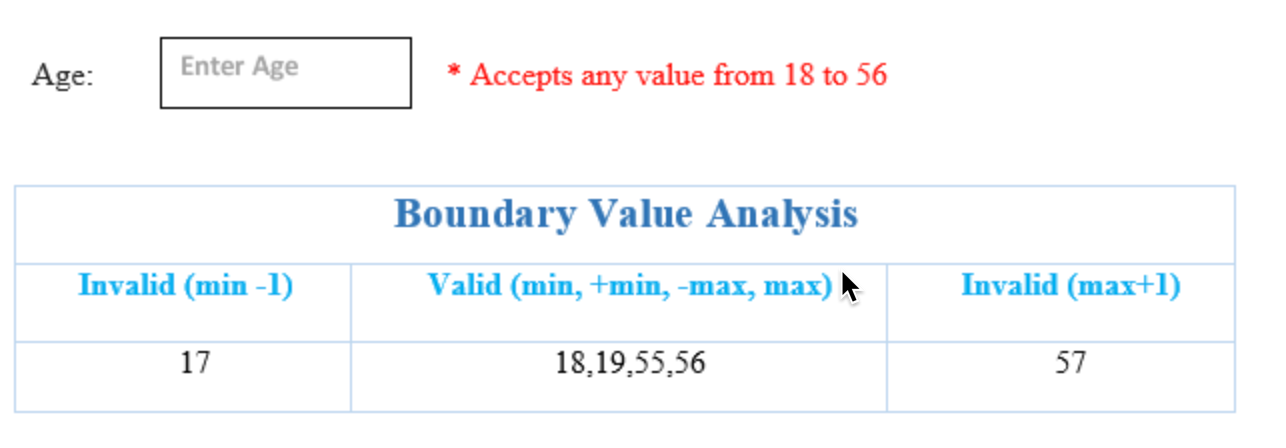 Age: Enter Age * Accepts any value from 18 to 56
Boundary Value Analysis
Invalid (min -1) Valid (min, +min, -max, max) Invalid (max+1)
17 18,19,55,56 57